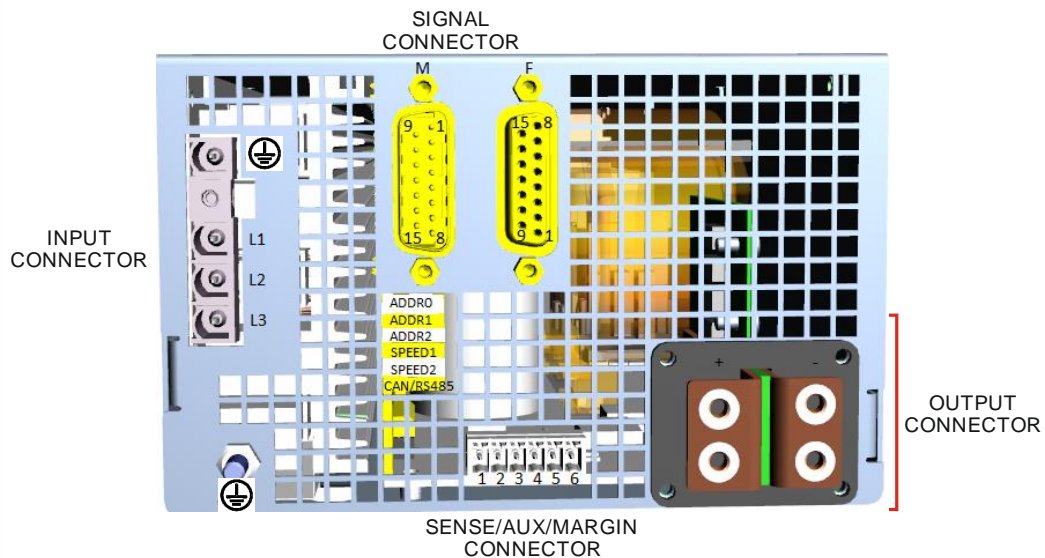 SIGNAL
CONNECTOR
M F
9 1 15 8
15 8 9 1
INPUT
CONNECTOR
L1
L2
L3
ADDR0
ADDR1
ADDR2
SPEED1
SPEED2
CAN/RS485
+ -
OUTPUT
CONNECTOR
1 2 3 4 5 6
SENSE/AUX/MARGIN
CONNECTOR